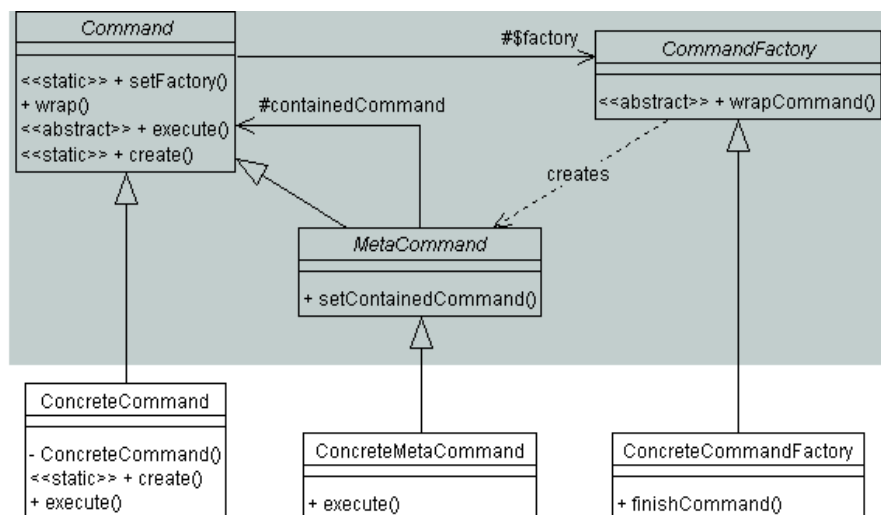 Command
<<static>> + setFactory()
+ wrap()
<<abstract>> + execute()
<<static>> + create()
#$factory
CommandFactory
<<abstract>> + wrapCommand()
#containedCommand
creates
MetaCommand
+ setContainedCommand()
ConcreteCommand
- ConcreteCommand()
<<static>> + create()
+ execute()
ConcreteMetaCommand
+ execute()
ConcreteCommandFactory
+ finishCommand()